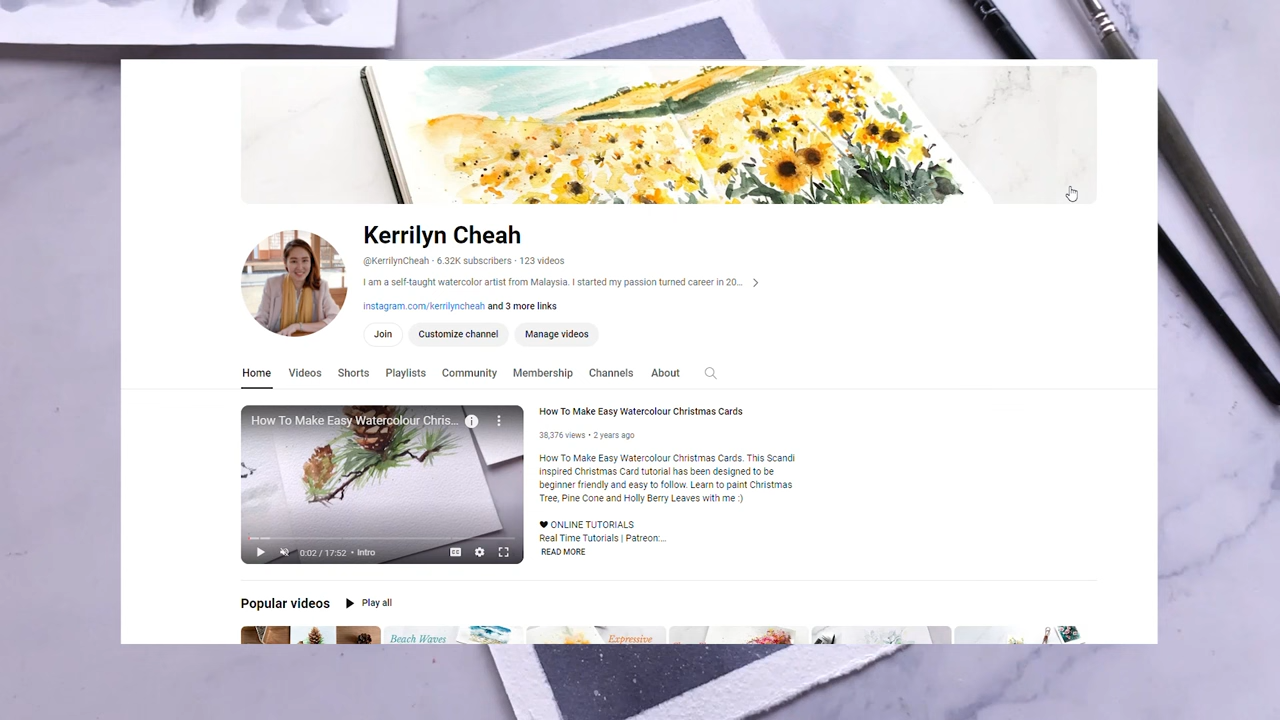 Kerrilyn Cheah
@KerrilynCheah · 6.32K subscribers · 123 videos
I am a self-taught watercolor artist from Malaysia. I started my passion turned career in 20...
instagram.com/kerrilyncheah and 3 more links
Join Customize channel Manage videos
Home Videos Shorts Playlists Community Membership Channels About
How To Make Easy Watercolour Chris...
0:02 / 17:52 • Intro
CC
How To Make Easy Watercolour Christmas Cards
38,376 views • 2 years ago
How To Make Easy Watercolour Christmas Cards. This Scandi
inspired Christmas Card tutorial has been designed to be
beginner friendly and easy to follow. Learn to paint Christmas
Tree, Pine Cone and Holly Berry Leaves with me :)
🖤 ONLINE TUTORIALS
Real Time Tutorials | Patreon:...
READ MORE
Popular videos Play all
Beach Waves Expressive